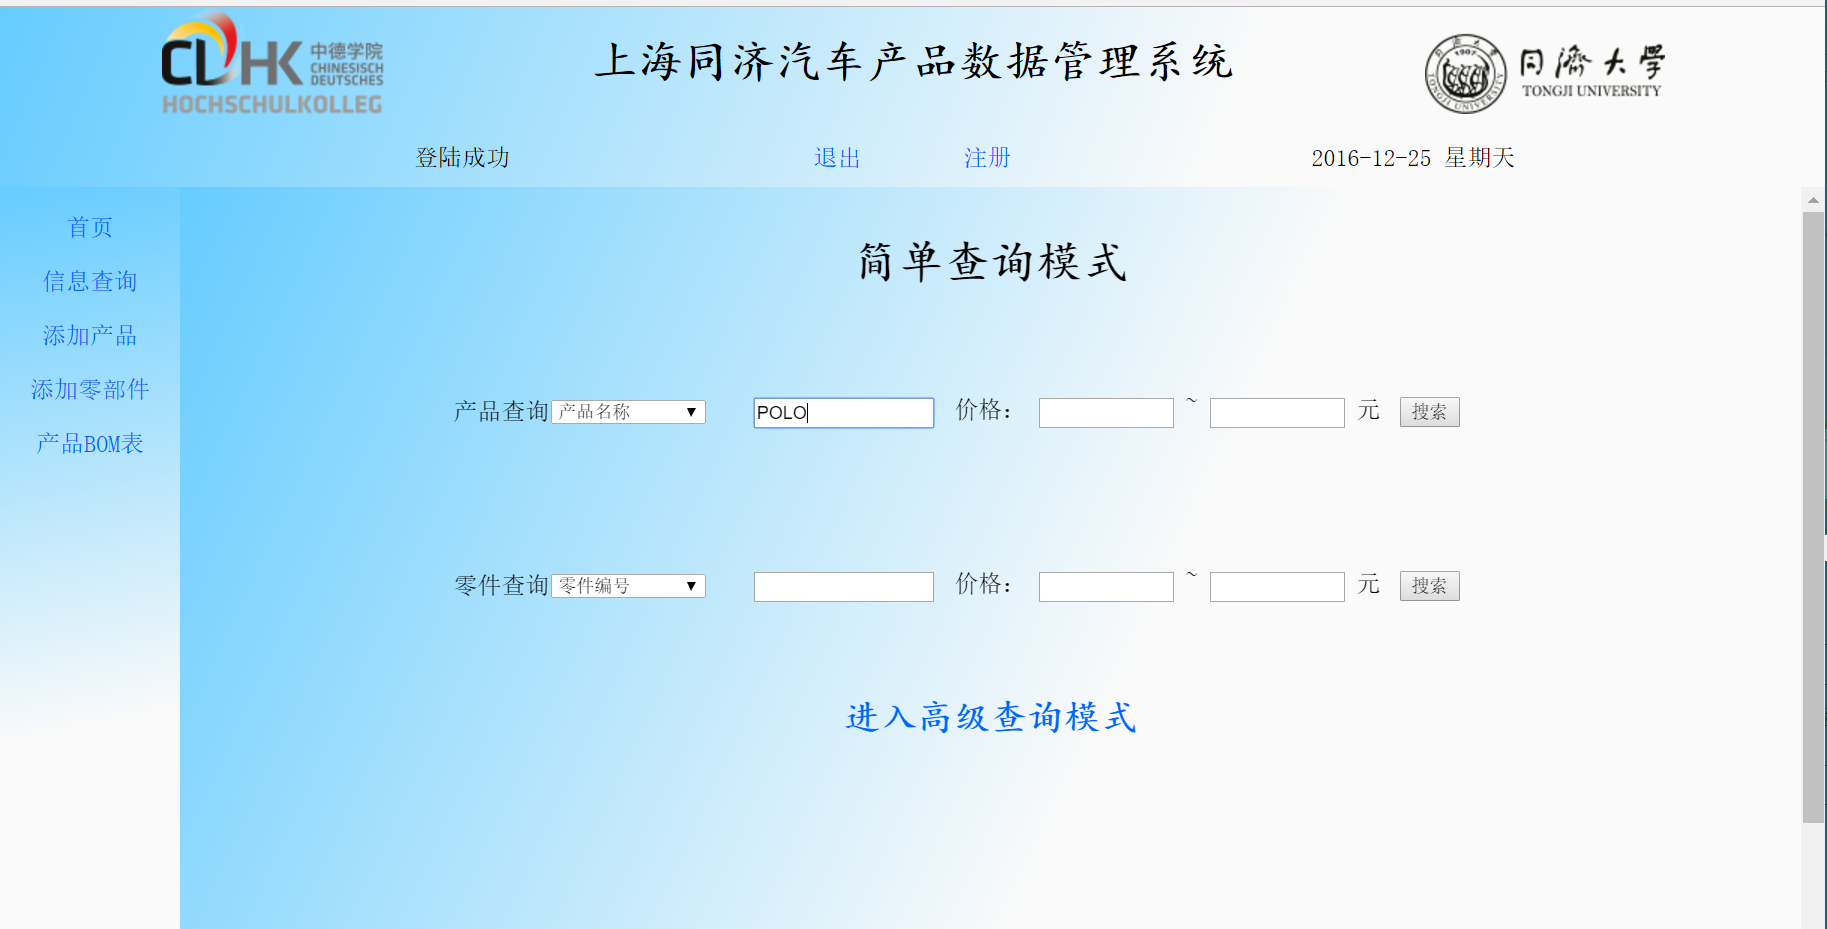 中德学院
CHINESISCH
DEUTSCHES
CDHK
HOCHSCHULKOLLEG
上海同济汽车产品数据管理系统
1907
TONGJI UNIVERSITY
同濟大學
TONGJI UNIVERSITY
登陆成功 退出 注册 2016-12-25 星期天
首页
信息查询
添加产品
添加零部件
产品BOM表
简单查询模式
产品查询 产品名称 POLO 价格： ~ 元 搜索
零件查询 零件编号 价格： ~ 元 搜索
进入高级查询模式